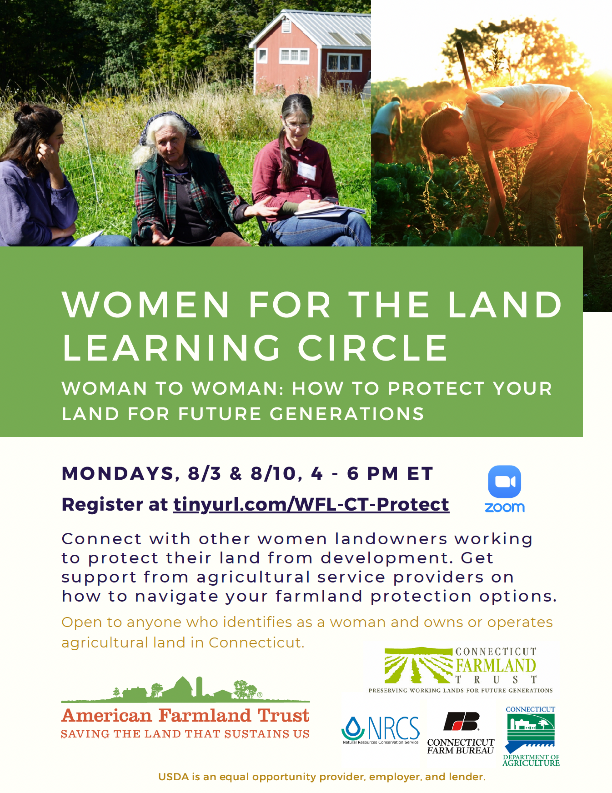 WOMEN FOR THE LAND
LEARNING CIRCLE
WOMAN TO WOMAN: HOW TO PROTECT YOUR
LAND FOR FUTURE GENERATIONS
MONDAYS, 8/3 & 8/10, 4 - 6 PM ET
Register at tinyurl.com/WFL-CT-Protect
zoom
Connect with other women landowners working
to protect their land from development. Get
support from agricultural service providers on
how to navigate your farmland protection options.
Open to anyone who identifies as a woman and owns or operates
agricultural land in Connecticut.
CONNECTICUT
FARMLAND
TRUST
PRESERVING WORKING LANDS FOR FUTURE GENERATIONS
American Farmland Trust
SAVING THE LAND THAT SUSTAINS US
NRCS
Natural Resources Conservation Service
CONNECTICUT
FARM BUREAU
CONNECTICUT
DEPARTMENT OF
AGRICULTURE
USDA is an equal opportunity provider, employer, and lender.